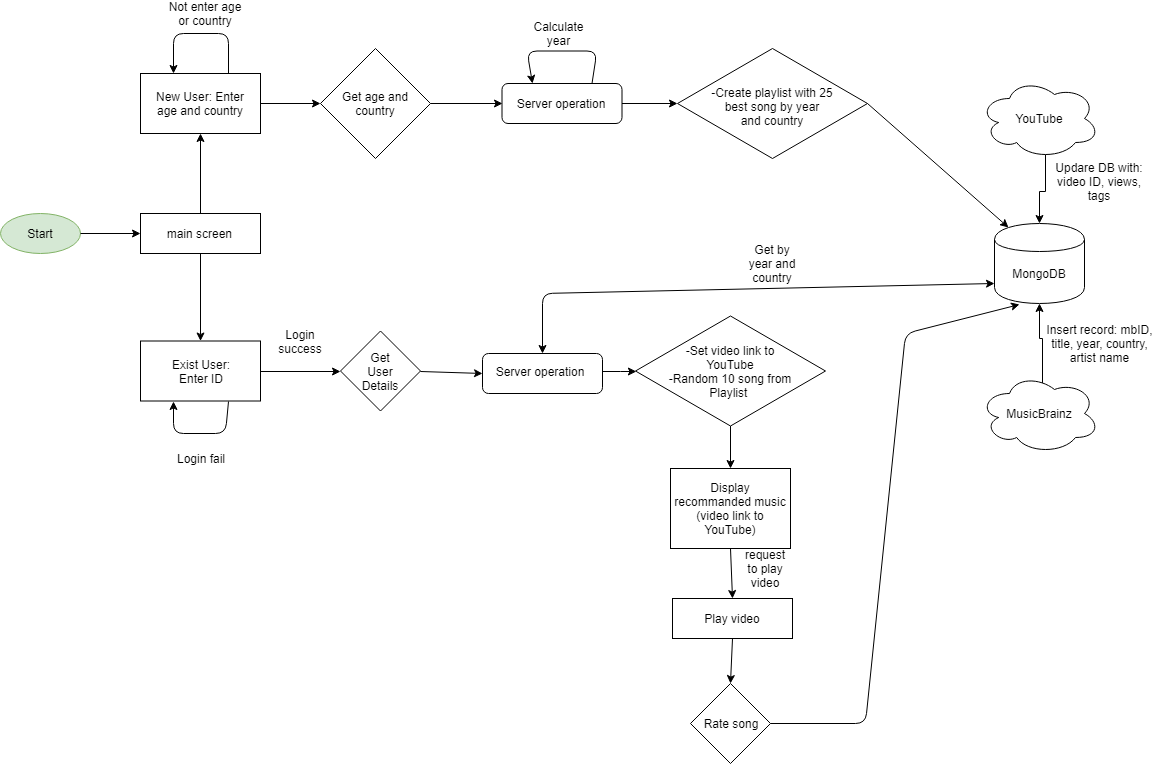 Not enter age
or country
New User: Enter
age and country
Get age and
country
Calculate
year
Server operation
-Create playlist with 25
best song by year
and country
YouTube
Updare DB with:
video ID, views,
tags
Start
main screen
MongoDB
Get by
year and
country
Insert record: mbID,
title, year, country,
artist name
MusicBrainz
Exist User:
Enter ID
Login
success
Login fail
Get
User
Details
Server operation
-Set video link to
YouTube
-Random 10 song from
Playlist
Display
recommanded music
(video link to
YouTube)
request
to play
video
Play video
Rate song